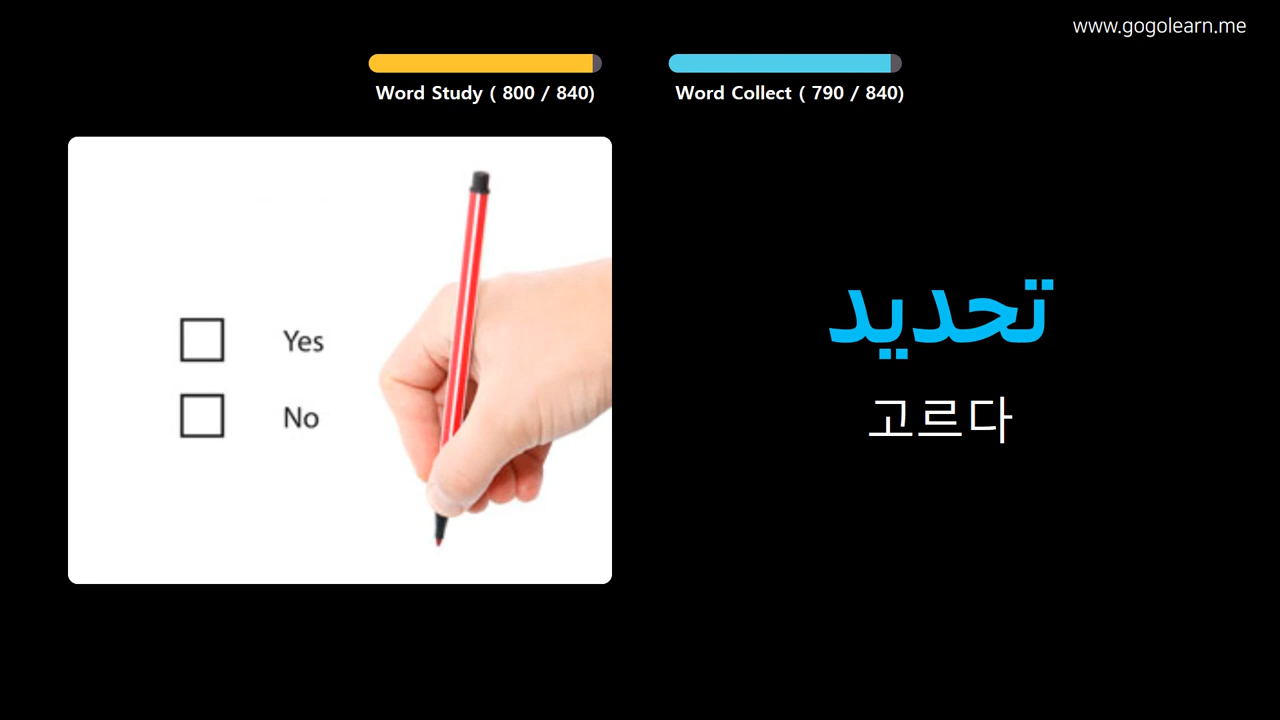 www.gogolearn.me
Word Study ( 800 / 840)
Word Collect ( 790 / 840)
Yes
No
تحديد
고르다